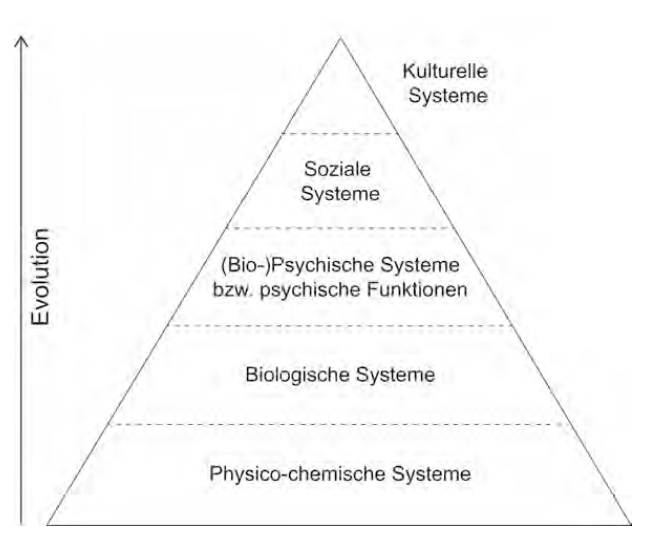 Kulturelle
Systeme
Soziale
Systeme
(Bio-)Psychische Systeme
bzw. psychische Funktionen
Biologische Systeme
Physico-chemische Systeme
Evolution